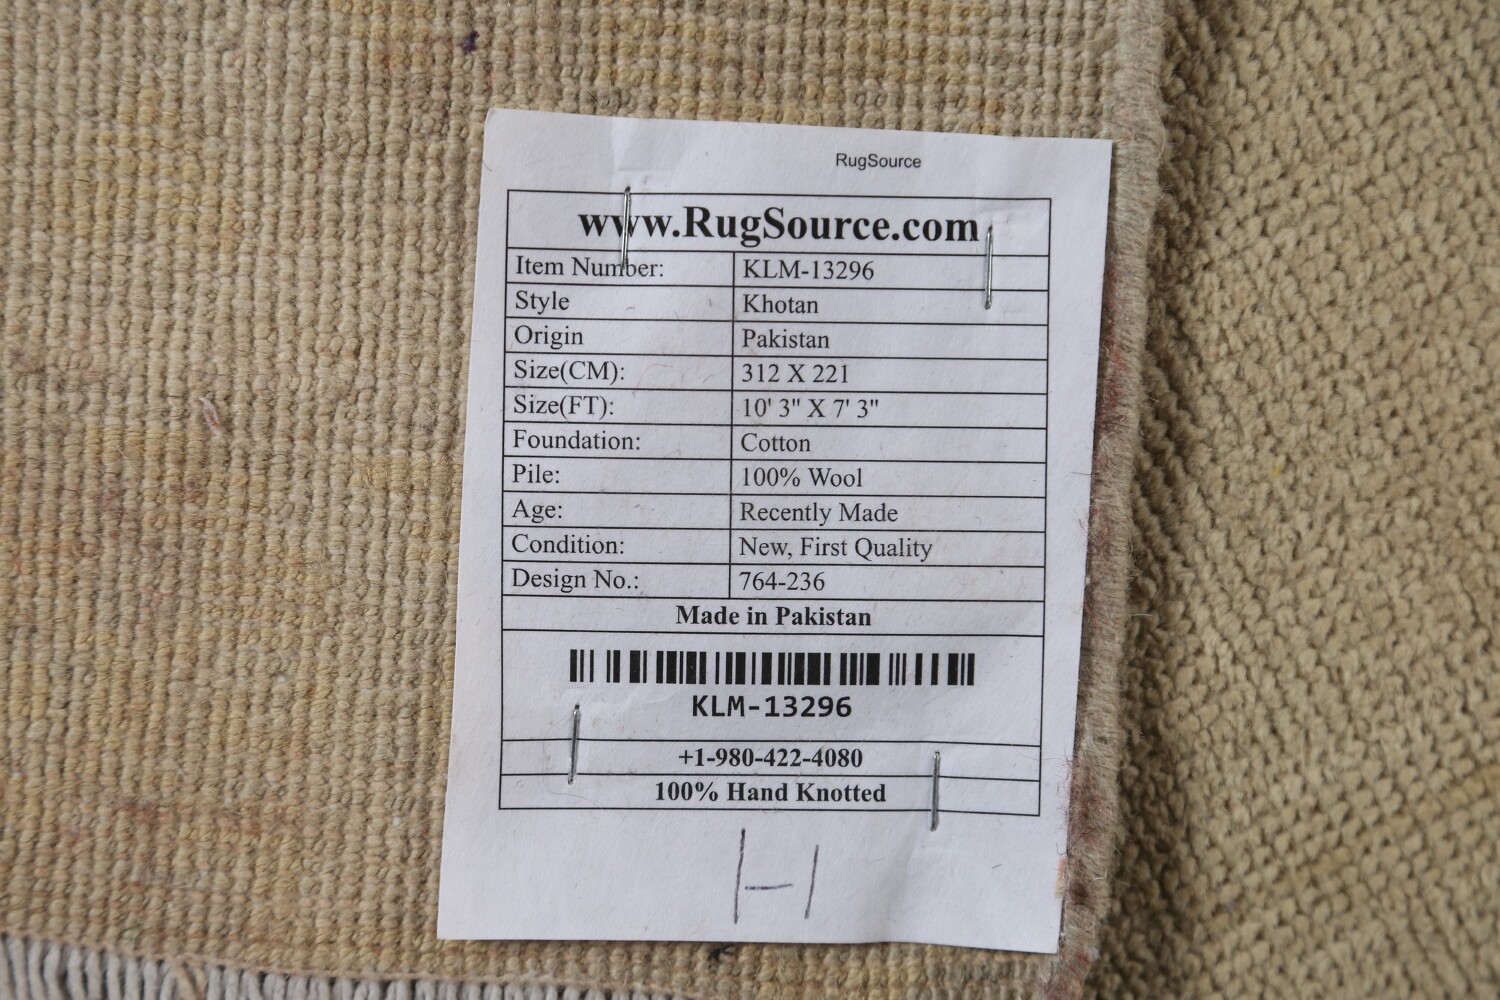 RugSource
www.RugSource.com
Item Number: KLM-13296
Style Khotan
Origin Pakistan
Size(CM): 312 X 221
Size(FT): 10' 3" X 7' 3"
Foundation: Cotton
Pile: 100% Wool
Age: Recently Made
Condition: New, First Quality
Design No.: 764-236
Made in Pakistan
KLM-13296
+1-980-422-4080
100% Hand Knotted